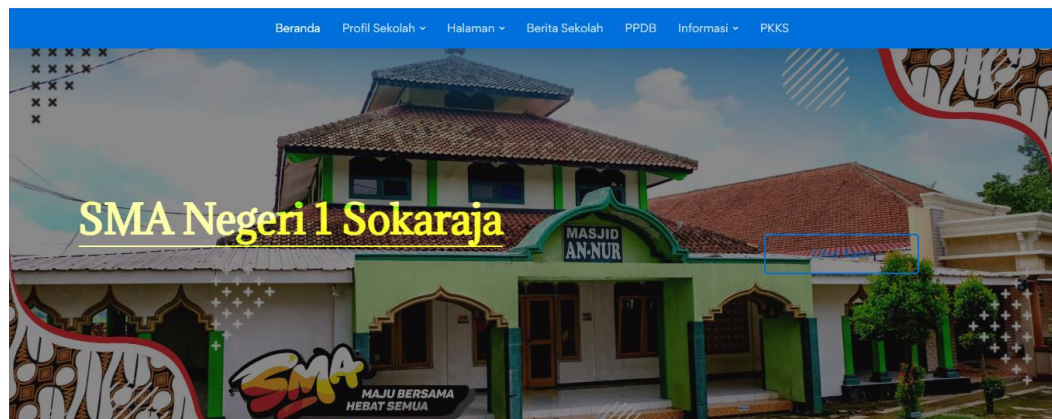 Beranda Profil Sekolah Halaman Berita Sekolah PPDB Informasi PKKS
SMA Negeri 1 Sokaraja
MASJID
AN-NUR
SMA
MAJU BERSAMA
HEBAT SEMUA